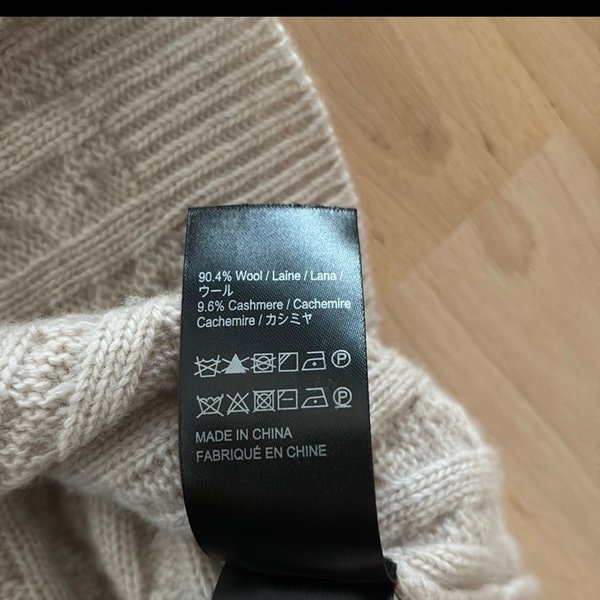 90.4% Wool / Laine / Lana /
ウール
9.6% Cashmere / Cachemire
Cachemire / カシミヤ
P
P
MADE IN CHINA
FABRIQUÉ EN CHINE